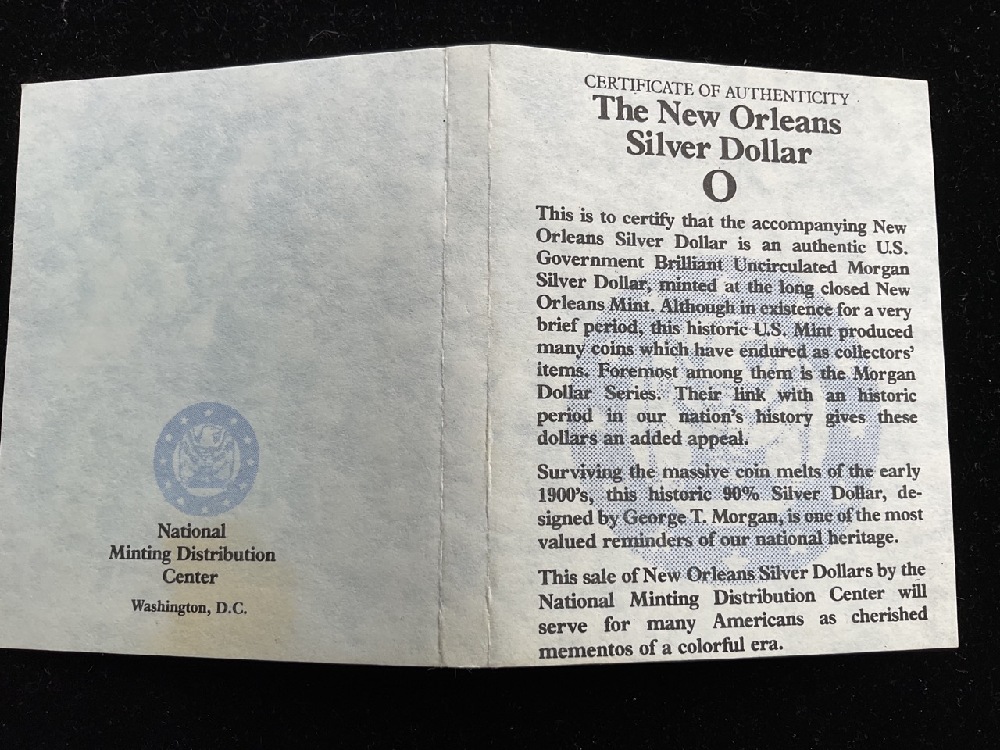 National
Minting Distribution
Center
Washington, D.C.
CERTIFICATE OF AUTHENTICITY
The New Orleans
Silver Dollar
O
This is to certify that the accompanying New
Orleans Silver Dollar is an authentic U.S.
Government Brilliant Uncirculated Morgan
Silver Dollar, minted at the long closed New
Orleans Mint. Although in existence for a very
brief period, this historic U.S. Mint produced
many coins which have endured as collectors'
items. Foremost among them is the Morgan
Dollar Series. Their link with an historic
period in our nation's history gives these
dollars an added appeal.
Surviving the massive coin melts of the early
1900's, this historic 90% Silver Dollar, de-
signed by George T. Morgan, is one of the most
valued reminders of our national heritage.
This sale of New Orleans Silver Dollars by the
National Minting Distribution Center will
serve for many Americans as cherished
mementos of a colorful era.